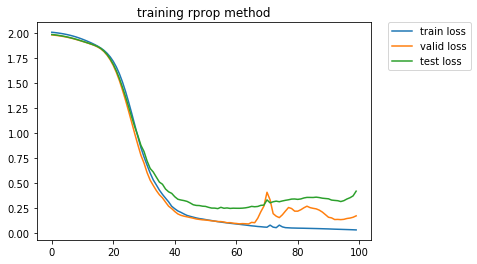 training rprop method
train loss
valid loss
test loss
2.00
1.75
1.50
1.25
1.00
0.75
0.50
0.25
0.00
0 20 40 60 80 100